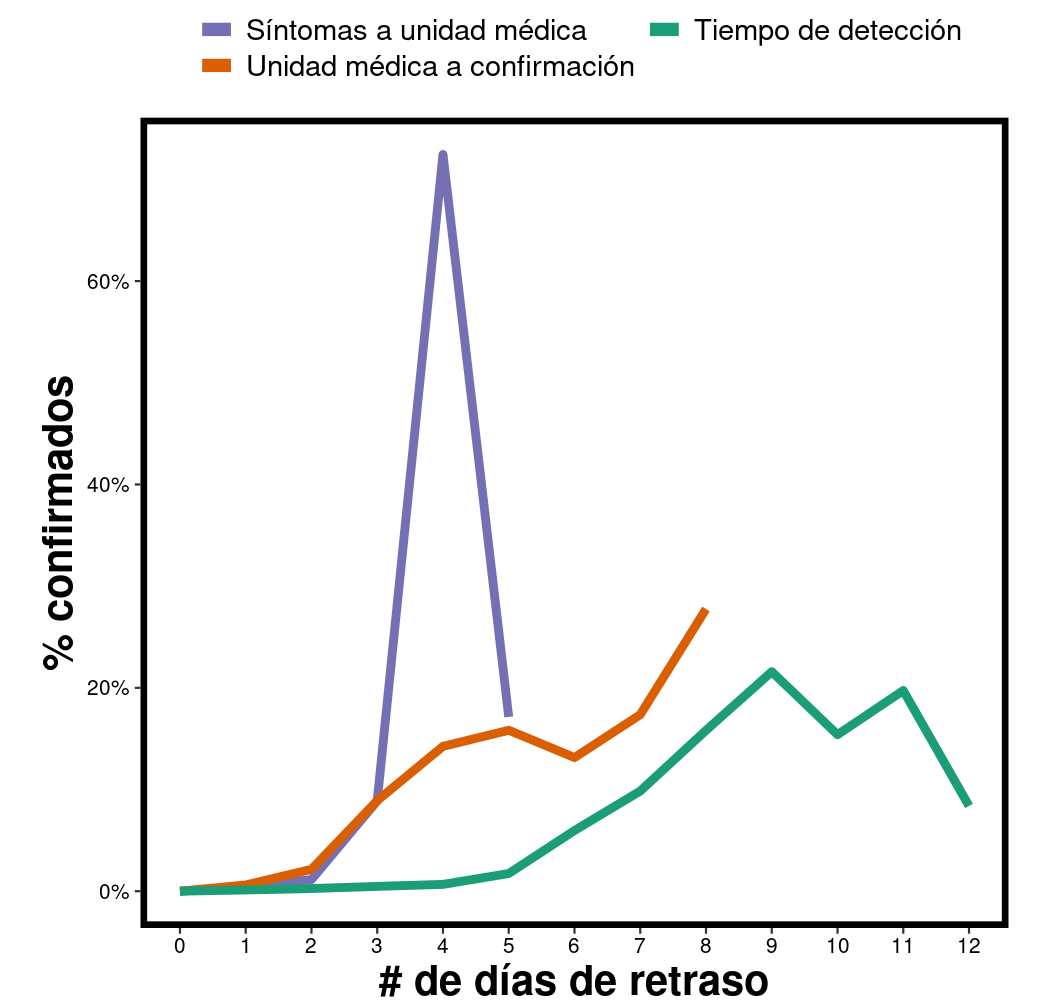 Síntomas a unidad médica
Tiempo de detección
Unidad médica a confirmación
% confirmados
60%
40%
20%
0%
0 1 2 3 4 5 6 7 8 9 10 11 12
# de días de retraso